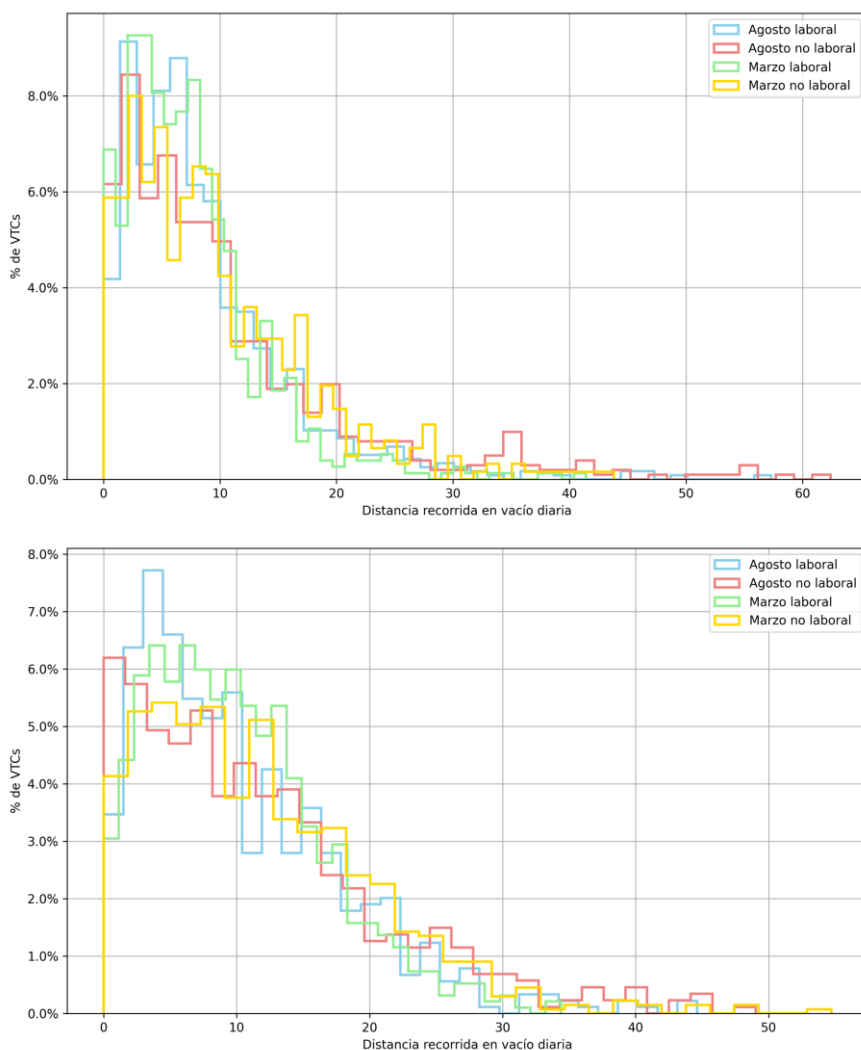 Agosto laboral
Agosto no laboral
Marzo laboral
Marzo no laboral
8.0%
6.0%
4.0%
2.0%
0.0%
% de VTCs
0 10 20 30 40 50 60
Distancia recorrida en vacío diaria
Agosto laboral
Agosto no laboral
Marzo laboral
Marzo no laboral
8.0%
7.0%
6.0%
5.0%
4.0%
3.0%
2.0%
1.0%
0.0%
% de VTCs
0 10 20 30 40 50
Distancia recorrida en vacío diaria